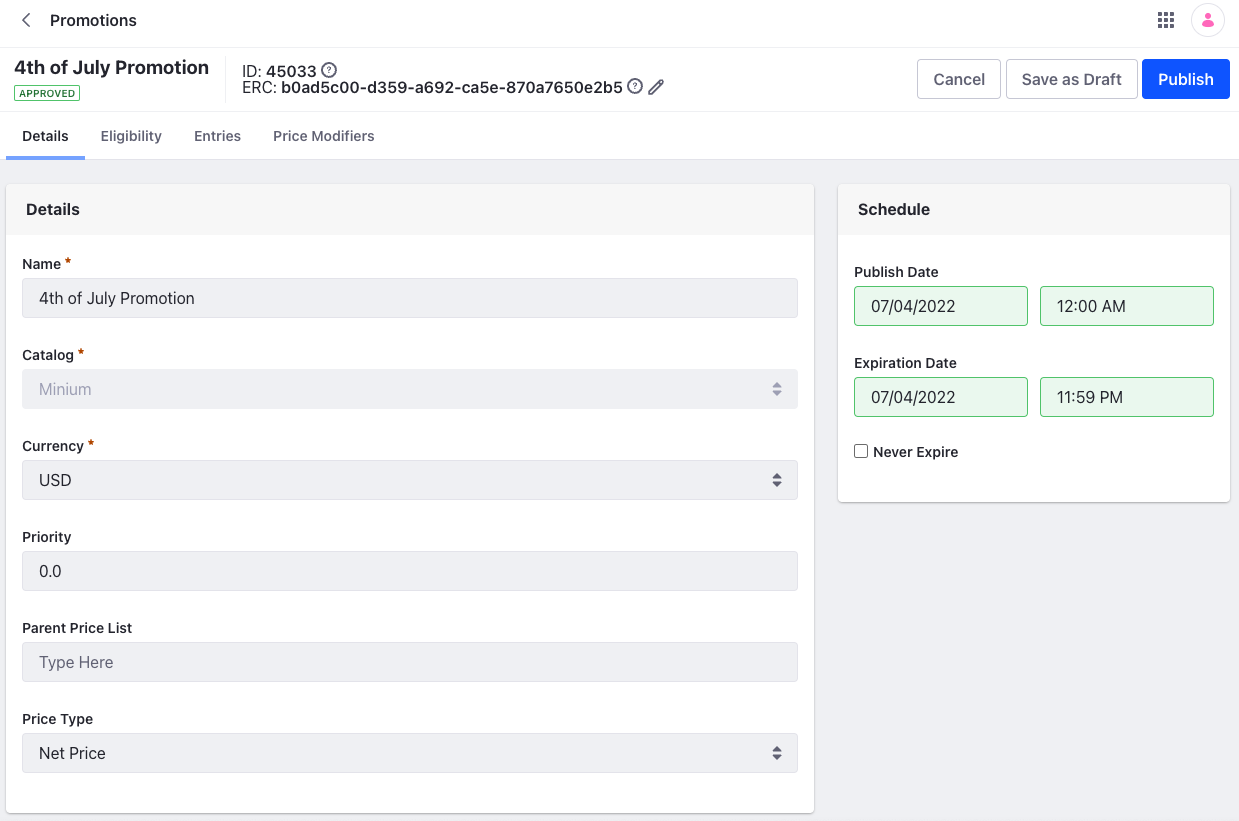 Promotions
4th of July Promotion
APPROVED
ID: 45033
ERC: b0ad5c00-d359-a692-ca5e-870a7650e2b5
Cancel
Save as Draft
Publish
Details
Eligibility
Entries
Price Modifiers
Details
Name *
4th of July Promotion
Catalog *
Minium
Currency *
USD
Priority
0.0
Parent Price List
Type Here
Price Type
Net Price
Schedule
Publish Date
07/04/2022 12:00 AM
Expiration Date
07/04/2022 11:59 PM
Never Expire